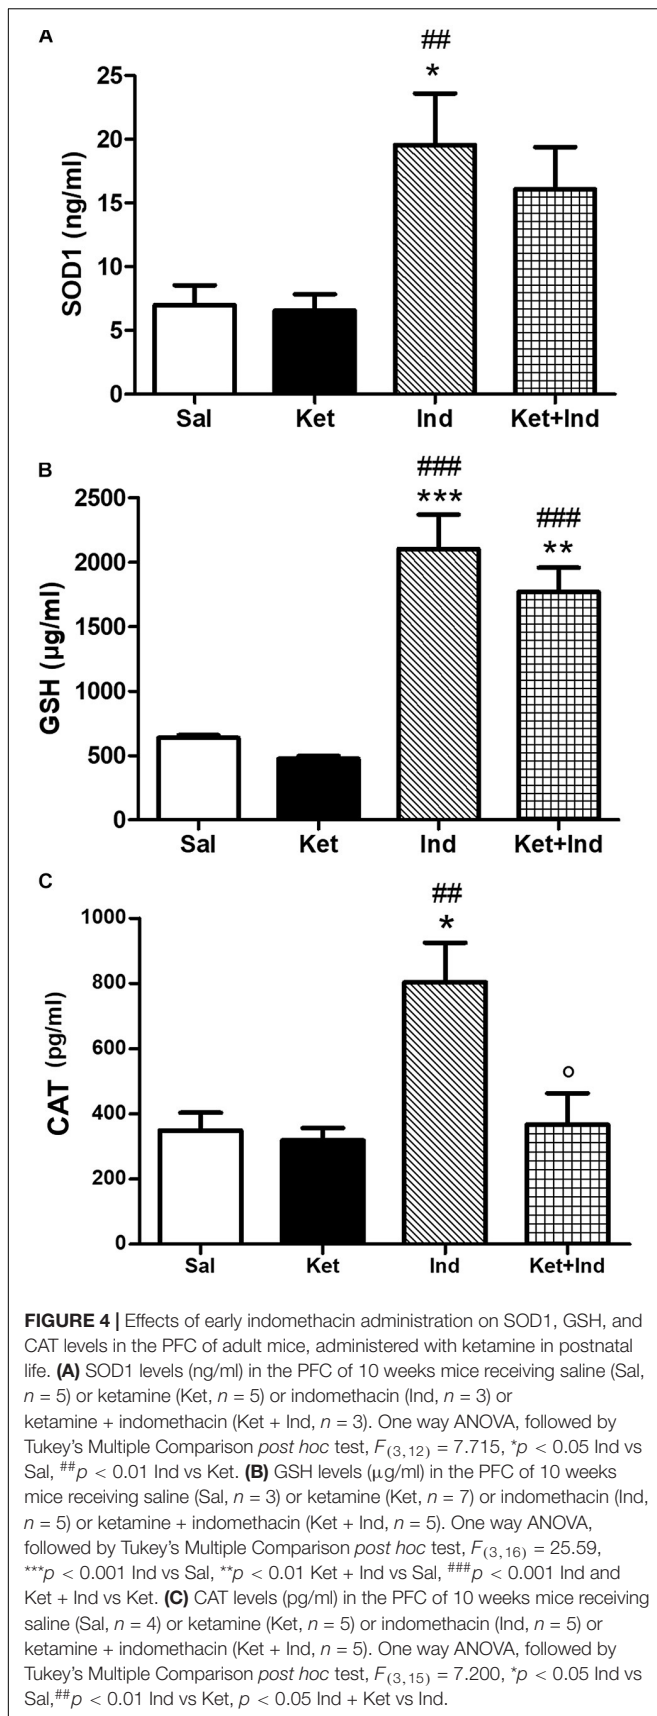 A
##
*
25
20
15
10
5
0
SOD1 (ng/ml)
Sal Ket Ind Ket+Ind
B
###
***
###
**
2500
2000
1500
1000
500
0
GSH (µg/ml)
Sal Ket Ind Ket+Ind
C
##
*
°
1000
800
600
400
200
0
CAT (pg/ml)
Sal Ket Ind Ket+Ind
FIGURE 4 | Effects of early indomethacin administration on SOD1, GSH, and
CAT levels in the PFC of adult mice, administered with ketamine in postnatal
life. (A) SOD1 levels (ng/ml) in the PFC of 10 weeks mice receiving saline (Sal,
n = 5) or ketamine (Ket, n = 5) or indomethacin (Ind, n = 3) or
ketamine + indomethacin (Ket + Ind, n = 3). One way ANOVA, followed by
Tukey's Multiple Comparison post hoc test, F(3,12) = 7.715, *p < 0.05 Ind vs
Sal, ##p < 0.01 Ind vs Ket. (B) GSH levels (µg/ml) in the PFC of 10 weeks
mice receiving saline (Sal, n = 3) or ketamine (Ket, n = 7) or indomethacin (Ind,
n = 5) or ketamine + indomethacin (Ket + Ind, n = 5). One way ANOVA,
followed by Tukey's Multiple Comparison post hoc test, F(3,16) = 25.59,
***p < 0.001 Ind vs Sal, **p < 0.01 Ket + Ind vs Sal, ###p < 0.001 Ind and
Ket + Ind vs Ket. (C) CAT levels (pg/ml) in the PFC of 10 weeks mice receiving
saline (Sal, n = 4) or ketamine (Ket, n = 5) or indomethacin (Ind, n = 5) or
ketamine + indomethacin (Ket + Ind, n = 5). One way ANOVA, followed by
Tukey's Multiple Comparison post hoc test, F(3,15) = 7.200, *p < 0.05 Ind vs
Sal,##p < 0.01 Ind vs Ket, p < 0.05 Ind + Ket vs Ind.